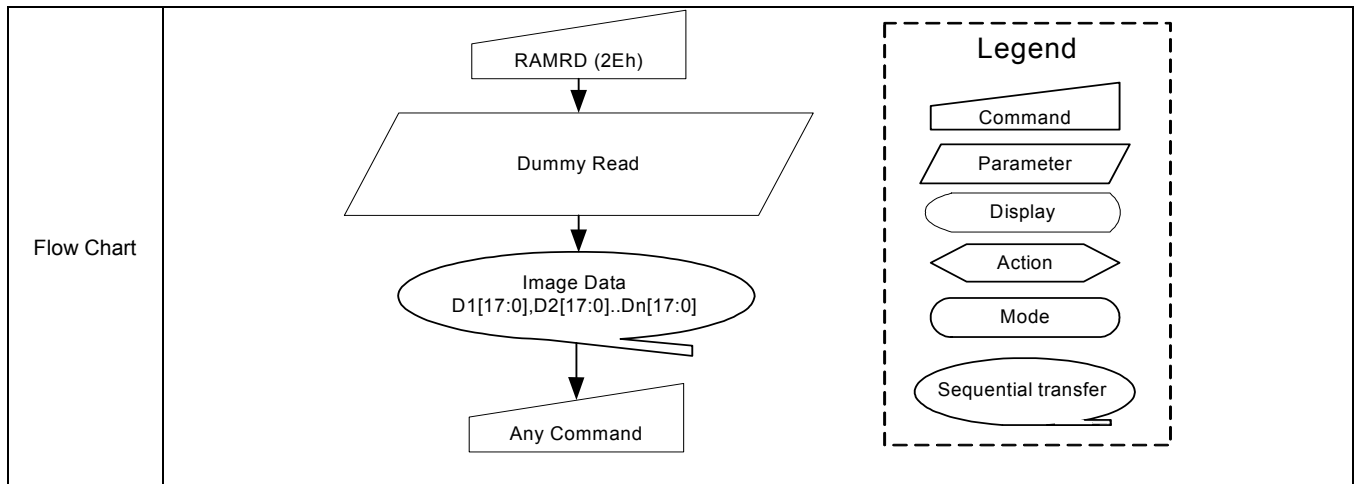 Flow Chart
RAMRD (2Eh)
Dummy Read
Image Data
D1[17:0],D2[17:0]..Dn[17:0]
Any Command
Legend
Command
Parameter
Display
Action
Mode
Sequential transfer